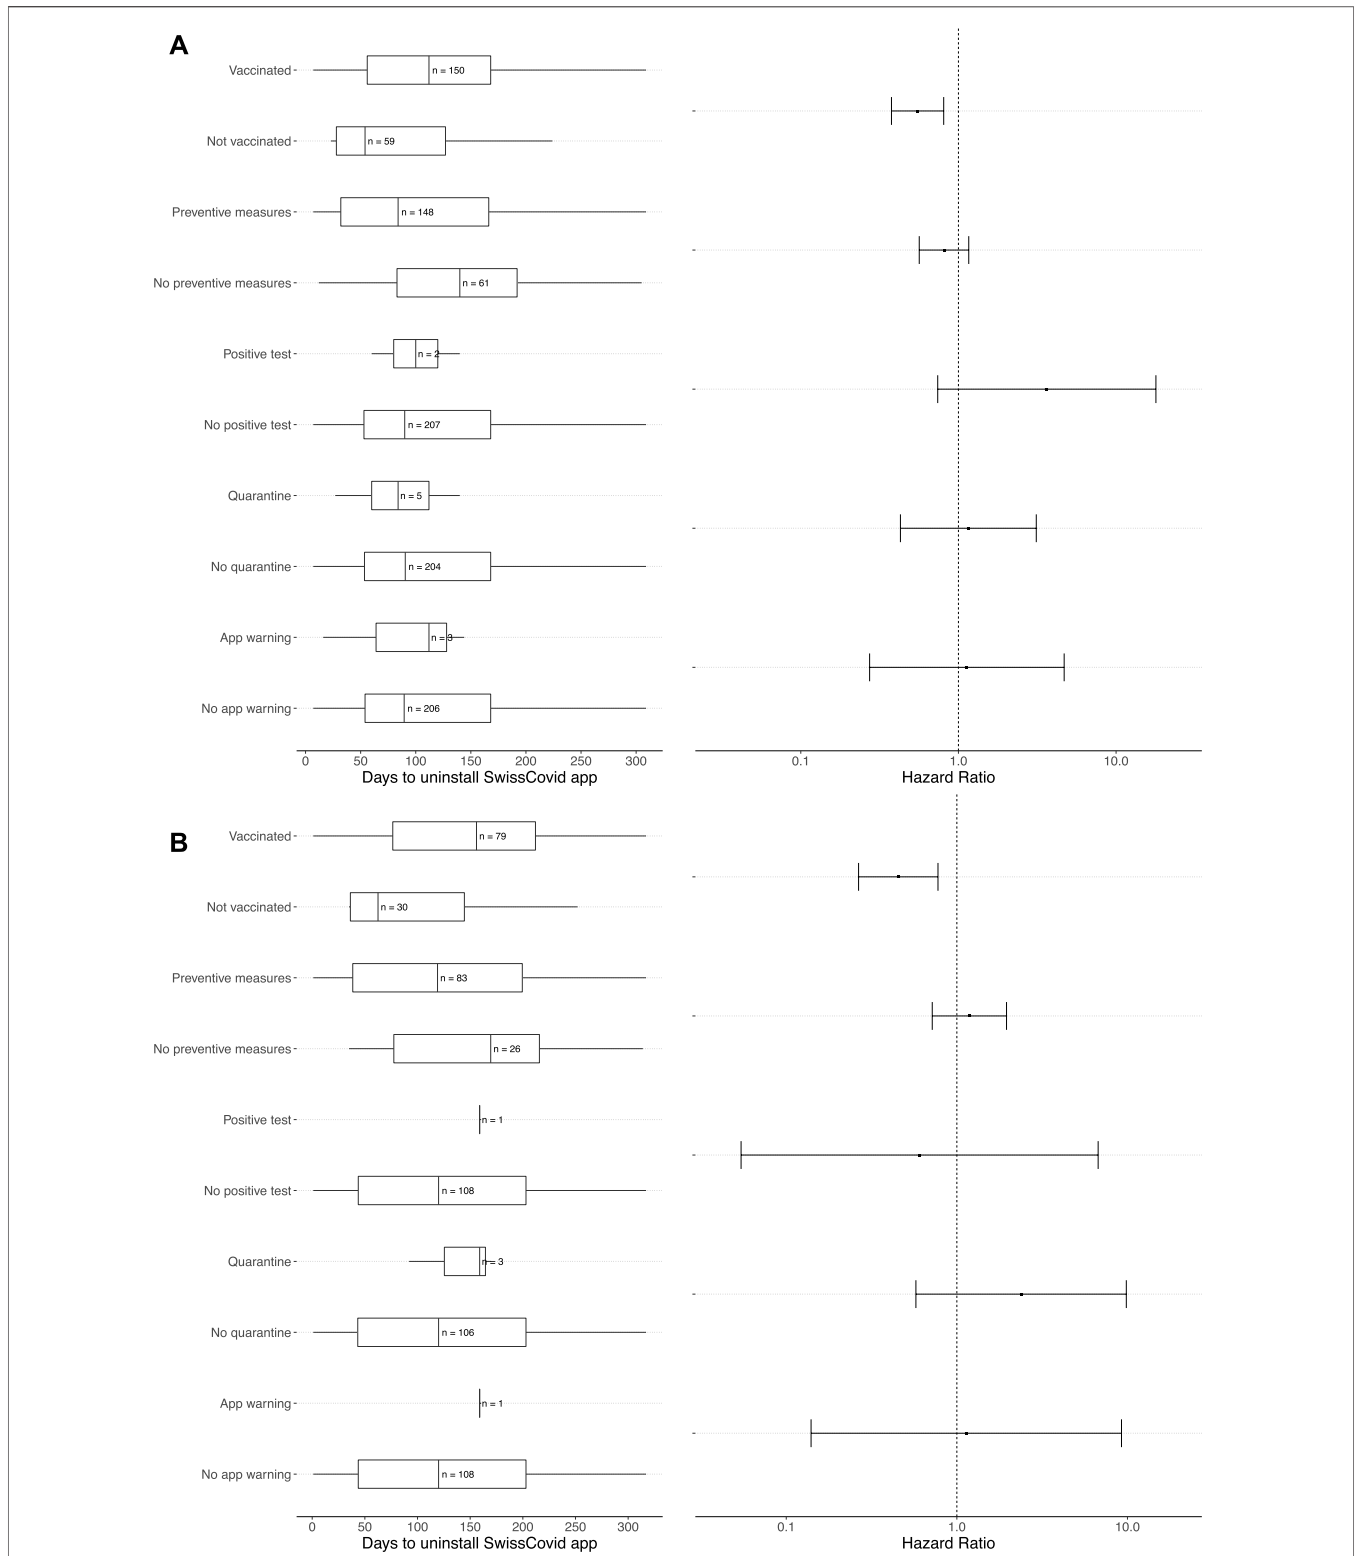 A
Vaccinated
n = 150
Not vaccinated
n = 59
Preventive measures
n = 148
No preventive measures
n = 61
Positive test
n = 2
No positive test
n = 207
Quarantine
n = 5
No quarantine
n = 204
App warning
n = 3
No app warning
n = 206
0 50 100 150 200 250 300
Days to uninstall SwissCovid app
0.1 1.0 10.0
Hazard Ratio
B
Vaccinated
n = 79
Not vaccinated
n = 30
Preventive measures
n = 83
No preventive measures
n = 26
Positive test
n = 1
No positive test
n = 108
Quarantine
n = 3
No quarantine
n = 106
App warning
n = 1
No app warning
n = 108
0 50 100 150 200 250 300
Days to uninstall SwissCovid app
0.1 1.0 10.0
Hazard Ratio